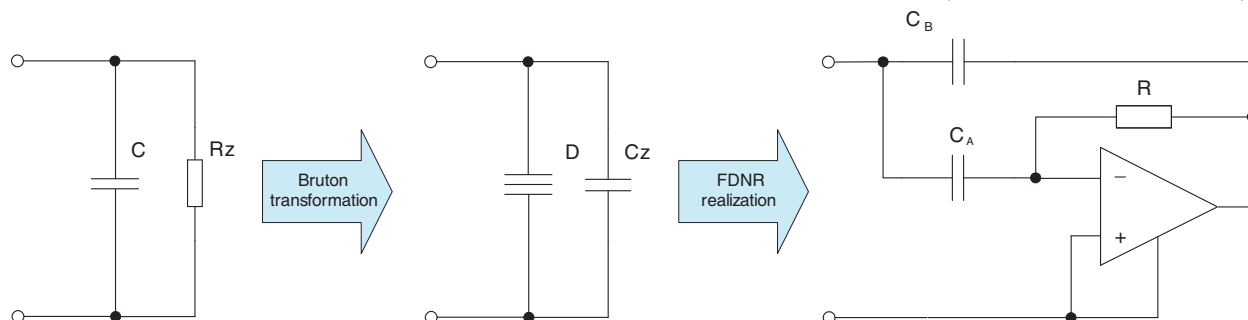 C
Rz
Bruton
transformation
D
Cz
FDNR
realization
C B
R
C A
−
+